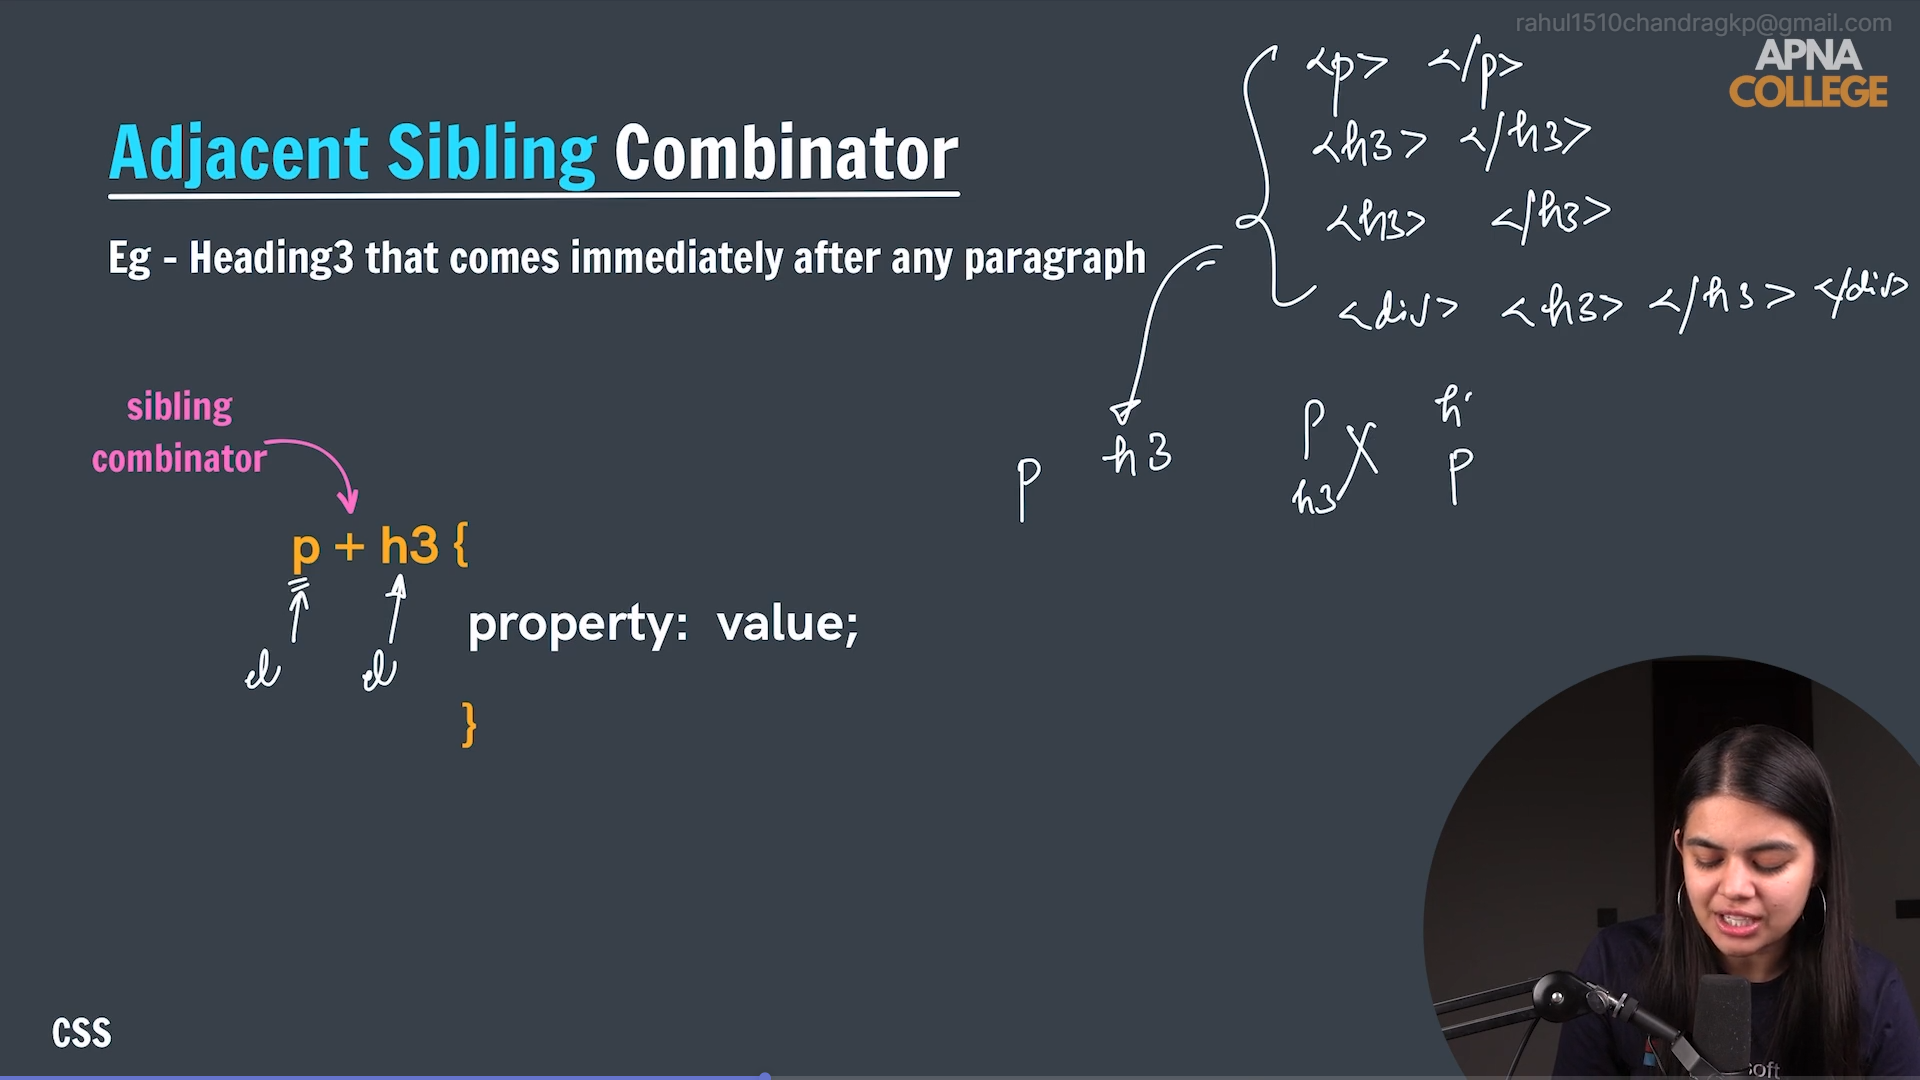 rahul1510chandragkp@gmail.com
APNA
COLLEGE
Adjacent Sibling Combinator
Eg - Heading3 that comes immediately after any paragraph
<p> </p>
<h3> </h3>
<h3> </h3>
<div> <h3> </h3> </div>
sibling
combinator
p h3
p
h3
h
p
p + h3 {
el el
property: value;
}
CSS
soft